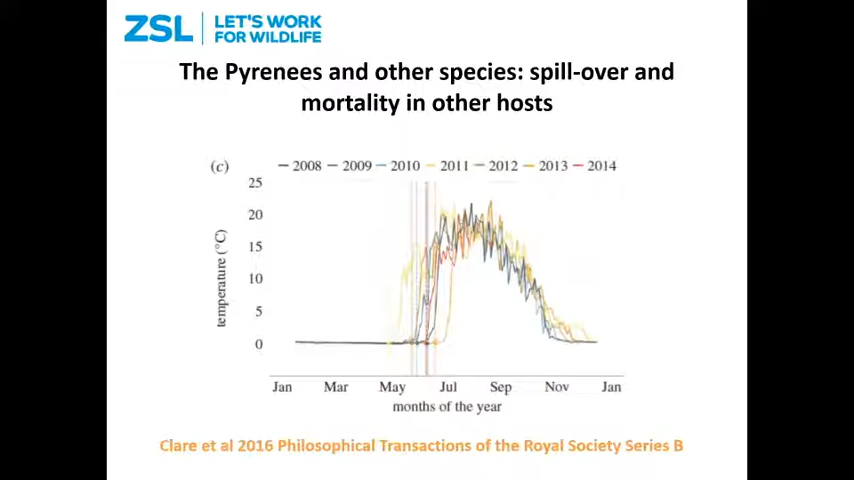 ZSL
LET'S WORK
FOR WILDLIFE
The Pyrenees and other species: spill-over and
mortality in other hosts
(c)
2008 2009 2010 2011 2012 2013 2014
25
20
15
10
5
0
temperature (°C)
Jan Mar May Jul Sep Nov Jan
months of the year
Clare et al 2016 Philosophical Transactions of the Royal Society Series B